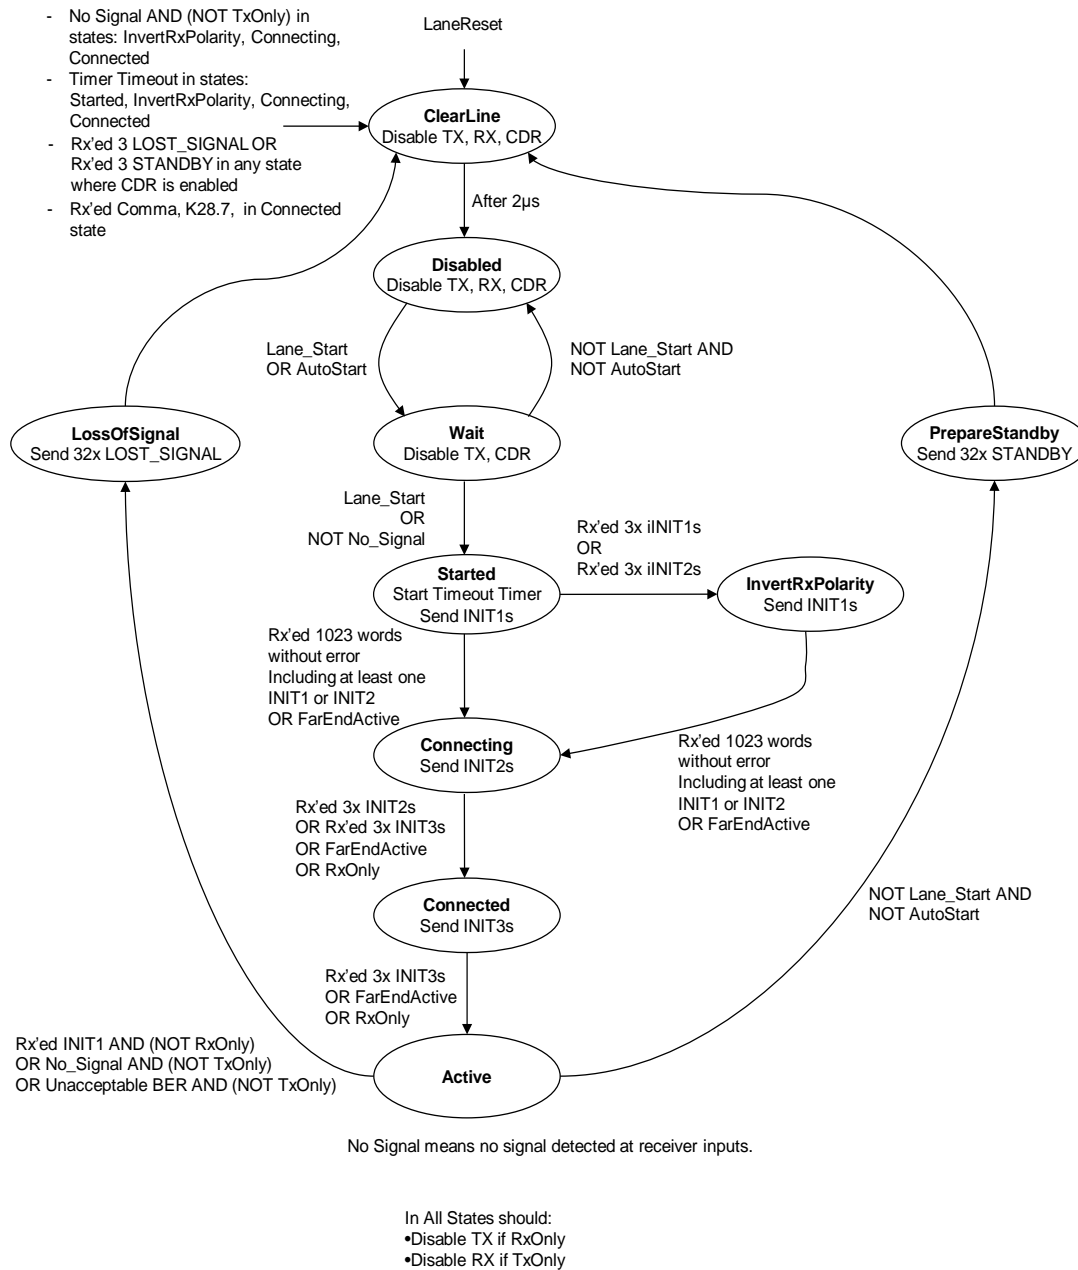 - No Signal AND (NOT TxOnly) in
states: InvertRxPolarity, Connecting,
Connected
- Timer Timeout in states:
Started, InvertRxPolarity, Connecting,
Connected
- Rx'ed 3 LOST_SIGNAL OR
Rx'ed 3 STANDBY in any state
where CDR is enabled
- Rx'ed Comma, K28.7, in Connected
state
LaneReset
ClearLine
Disable TX, RX, CDR
After 2µs
Disabled
Disable TX, RX, CDR
Lane_Start
OR AutoStart
NOT Lane_Start AND
NOT AutoStart
LossOfSignal
Send 32x LOST_SIGNAL
Wait
Disable TX, CDR
PrepareStandby
Send 32x STANDBY
Lane_Start
OR
NOT No_Signal
Rx'ed 3x iINIT1s
OR
Rx'ed 3x iINIT2s
Started
Start Timeout Timer
Send INIT1s
InvertRxPolarity
Send INIT1s
Rx'ed 1023 words
without error
Including at least one
INIT1 or INIT2
OR FarEndActive
Connecting
Send INIT2s
Rx'ed 1023 words
without error
Including at least one
INIT1 or INIT2
OR FarEndActive
Rx'ed 3x INIT2s
OR Rx'ed 3x INIT3s
OR FarEndActive
OR RxOnly
Connected
Send INIT3s
NOT Lane_Start AND
NOT AutoStart
Rx'ed 3x INIT3s
OR FarEndActive
OR RxOnly
Rx'ed INIT1 AND (NOT RxOnly)
OR No_Signal AND (NOT TxOnly)
OR Unacceptable BER AND (NOT TxOnly)
Active
No Signal means no signal detected at receiver inputs.
In All States should:
•Disable TX if RxOnly
•Disable RX if TxOnly